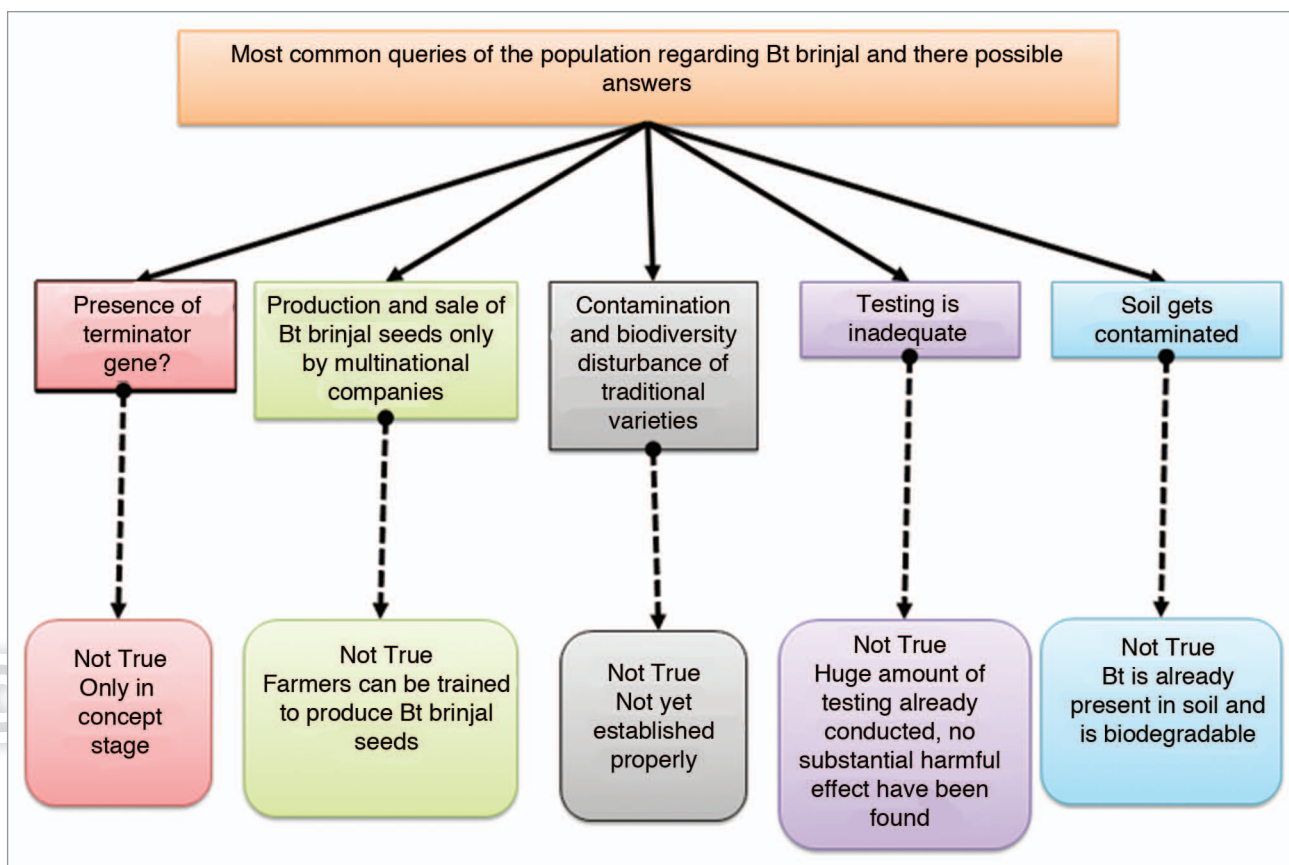 Most common queries of the population regarding Bt brinjal and there possible
answers
Presence of
terminator
gene?
Production and sale of
Bt brinjal seeds only
by multinational
companies
Contamination
and biodiversity
disturbance of
traditional
varieties
Testing is
inadequate
Soil gets
contaminated
Not True
Only in
concept
stage
Not True
Farmers can be trained
to produce Bt brinjal
seeds
Not True
Not yet
established
properly
Not True
Huge amount of
testing already
conducted, no
substantial harmful
effect have been
found
Not True
Bt is already
present in soil and
is biodegradable